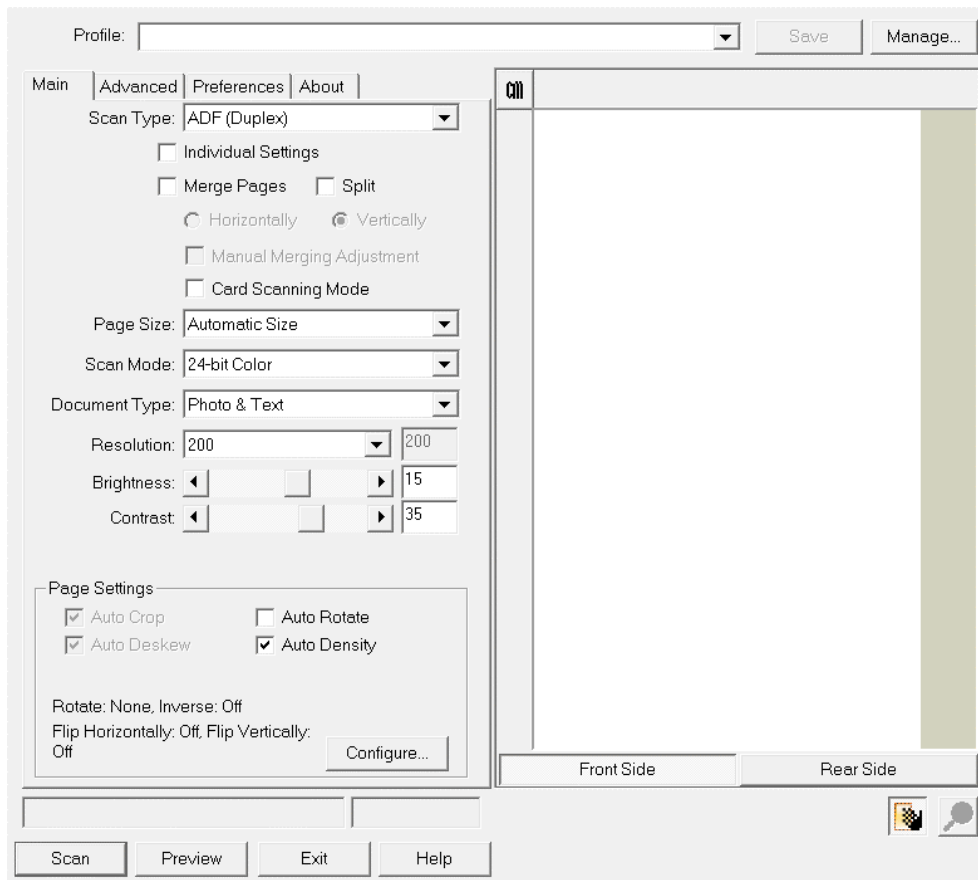 Profile:
Save
Manage...
Main
Advanced
Preferences
About
cm
Scan Type: ADF (Duplex)
Individual Settings
Merge Pages Split
Horizontally Vertically
Manual Merging Adjustment
Card Scanning Mode
Page Size: Automatic Size
Scan Mode: 24-bit Color
Document Type: Photo & Text
Resolution: 200 200
Brightness: 15
Contrast: 35
Page Settings
Auto Crop Auto Rotate
Auto Deskew Auto Density
Rotate: None, Inverse: Off
Flip Horizontally: Off, Flip Vertically:
Off
Configure...
Front Side
Rear Side
Scan
Preview
Exit
Help